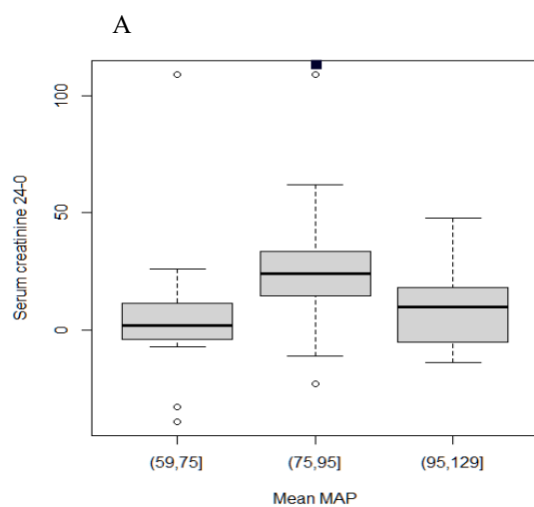 A
100
50
0
Serum creatinine 24-0
(59,75] (75,95] (95,129]
Mean MAP